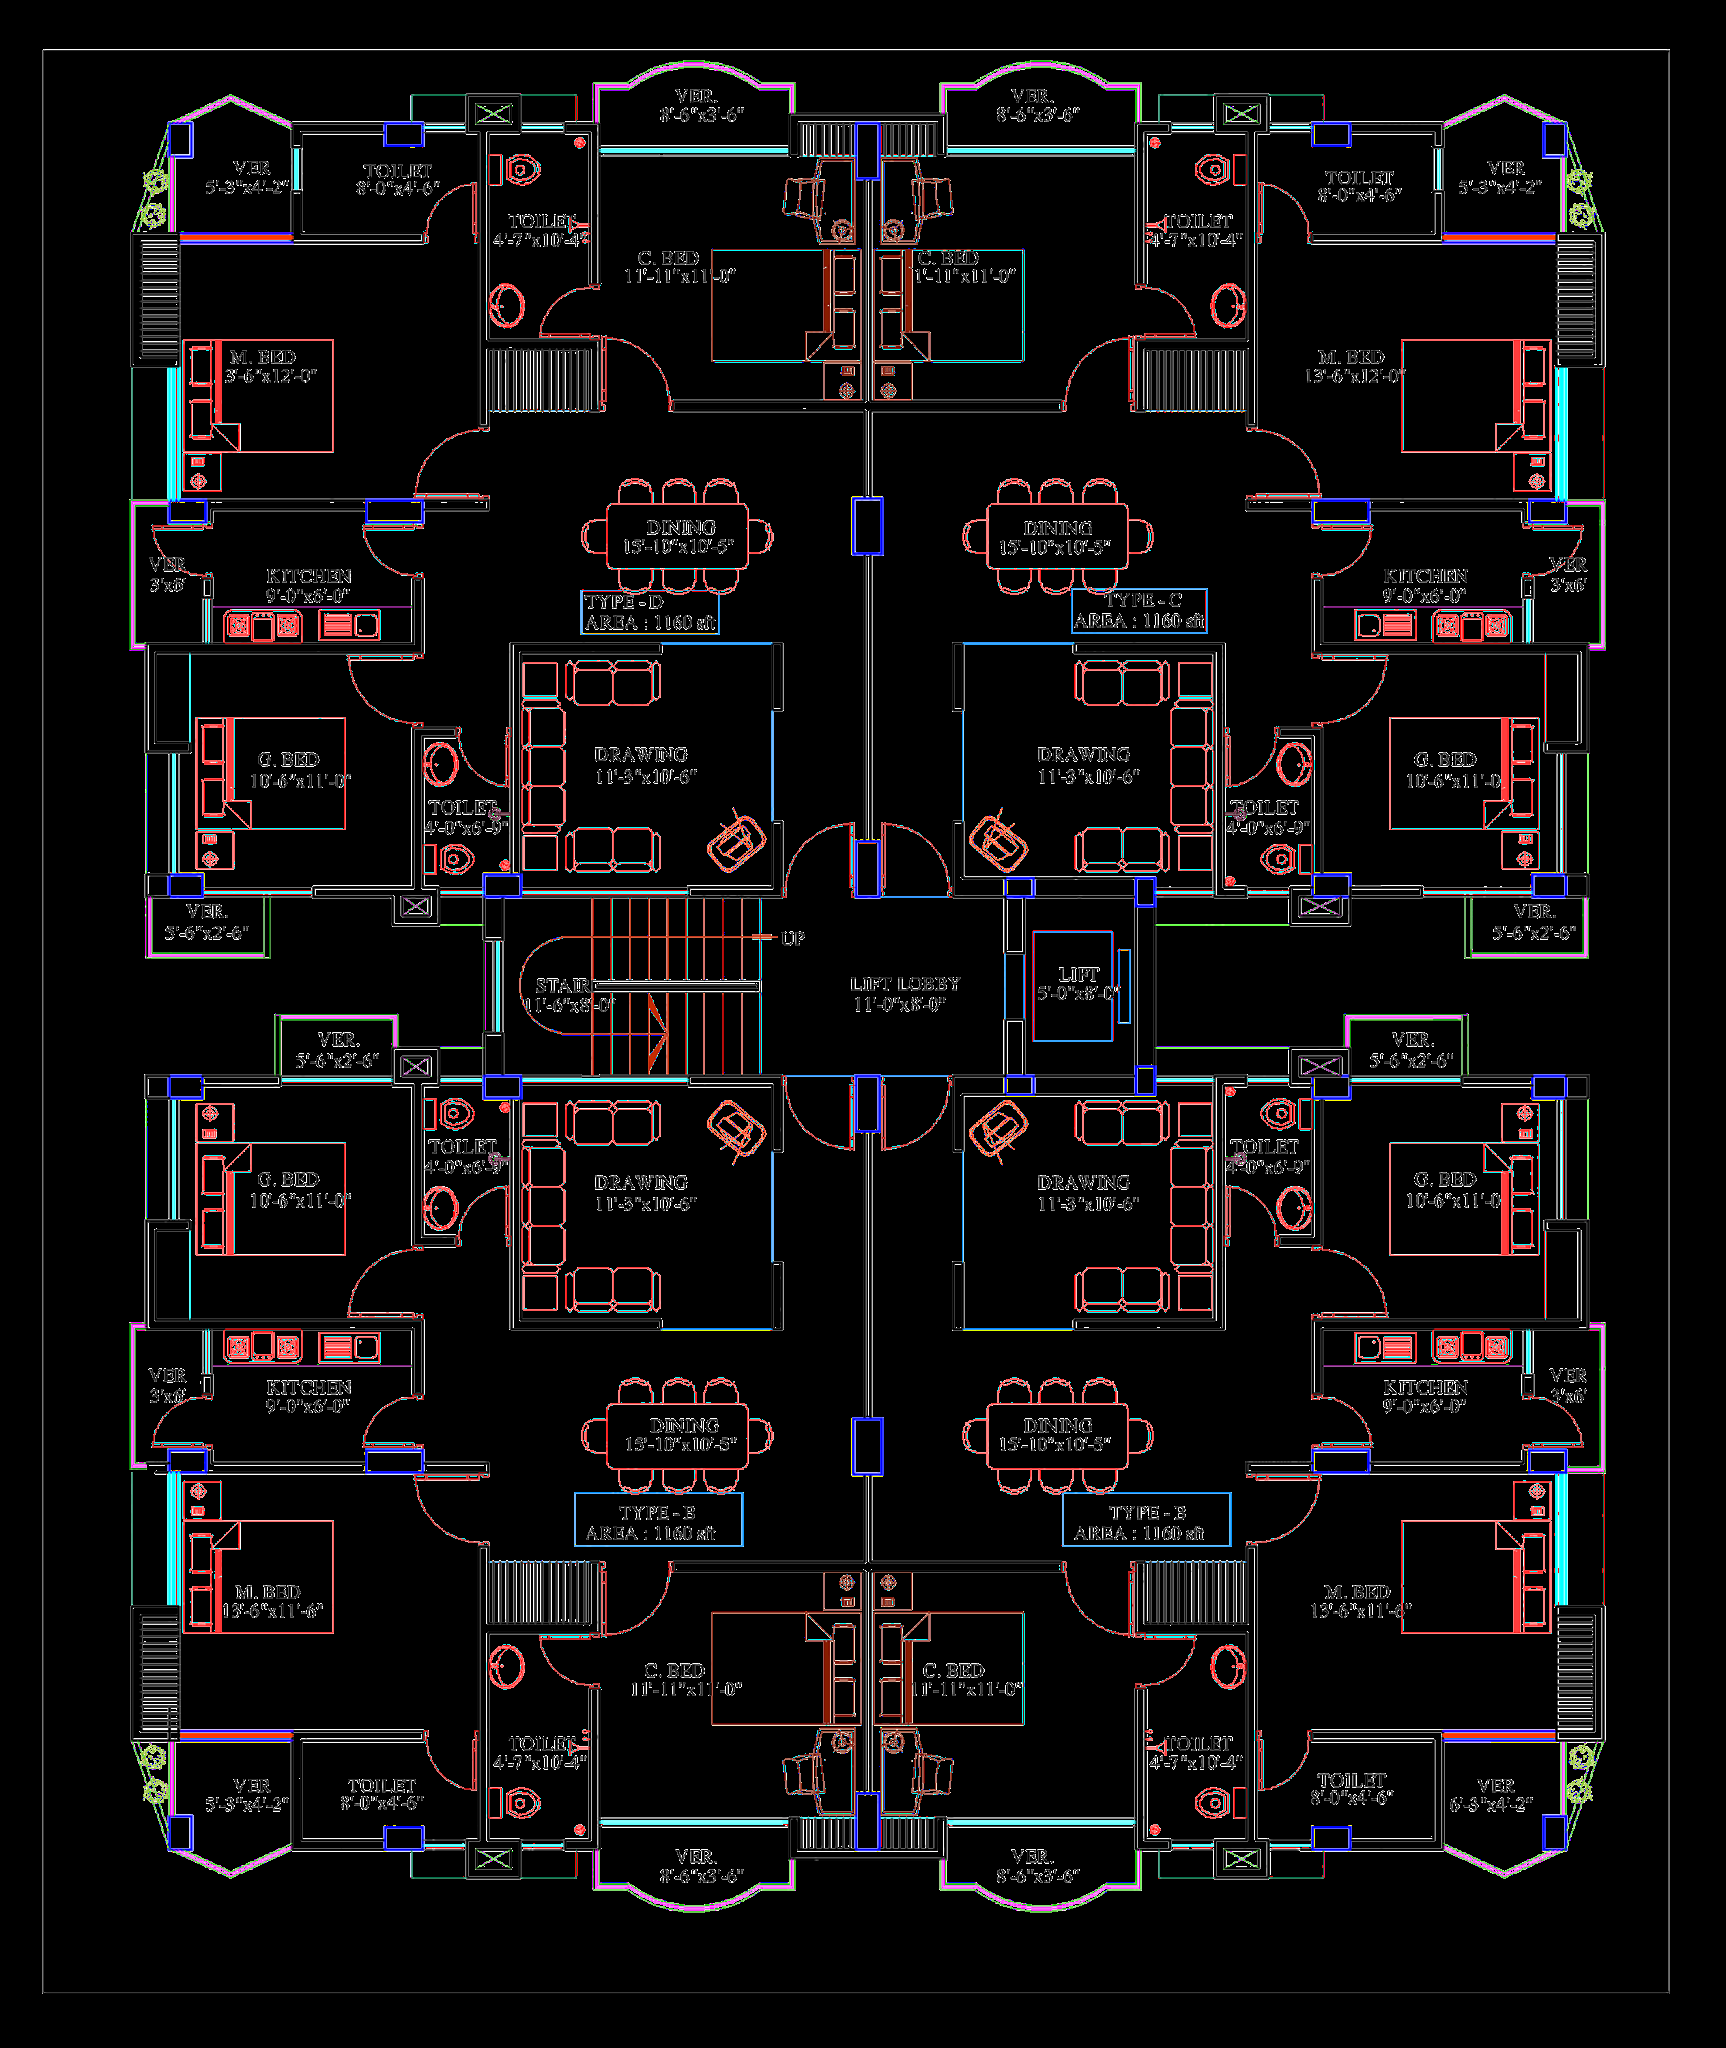 VER.
8'-6"x3'-6"
VER.
8'-6"x3'-6"
VER
5'-3"x4'-2"
TOILET
8'-0"x4'-6"
TOILET
8'-0"x4'-6"
VER
5'-3"x4'-2"
TOILET
4'-7"x10'-4"
TOILET
4'-7"x10'-4"
C. BED
11'-11"x11'-0"
C. BED
1'-11"x11'-0"
M. BED
3'-6"x12'-0"
M. BED
13'-6"x12'-0"
DINING
15'-10"x10'-5"
DINING
15'-10"x10'-5"
VER
3'x6'
KITCHEN
9'-0"x6'-0"
KITCHEN
9'-0"x6'-0"
VER
3'x6'
TYPE - D
AREA : 1160 sft
TYPE - C
AREA : 1160 sft
G. BED
10'-6"x11'-0"
DRAWING
11'-3"x10'-6"
DRAWING
11'-3"x10'-6"
G. BED
10'-6"x11'-0
TOILET
4'-0"x6'-9"
TOILET
4'-0"x6'-9"
VER.
5'-6"x2'-6"
VER.
5'-6"x2'-6"
UP
STAIR
11'-6"x8'-0"
LIFT LOBBY
11'-0"x8'-0"
LIFT
5'-0"x8'-0"
VER.
5'-6"x2'-6"
VER.
5'-6"x2'-6"
TOILET
4'-0"x6'-9"
TOILET
4'-0"x6'-9"
G. BED
10'-6"x11'-0"
DRAWING
11'-3"x10'-6"
DRAWING
11'-3"x10'-6"
G. BED
10'-6"x11'-0
VER
3'x6'
KITCHEN
9'-0"x6'-0"
KITCHEN
9'-0"x6'-0"
VER
3'x6'
DINING
15'-10"x10'-5"
DINING
15'-10"x10'-5"
TYPE - B
AREA : 1160 sft
TYPE - B
AREA : 1160 sft
M. BED
13'-6"x11'-6"
M. BED
13'-6"x11'-6"
C. BED
11'-11"x11'-0"
C. BED
11'-11"x11'-0"
TOILET
4'-7"x10'-4"
TOILET
4'-7"x10'-4"
VER
5'-3"x4'-2"
TOILET
8'-0"x4'-6"
TOILET
8'-0"x4'-6"
VER
6'-3"x4'-2"
VER.
8'-6"x3'-6"
VER.
8'-6"x3'-6"